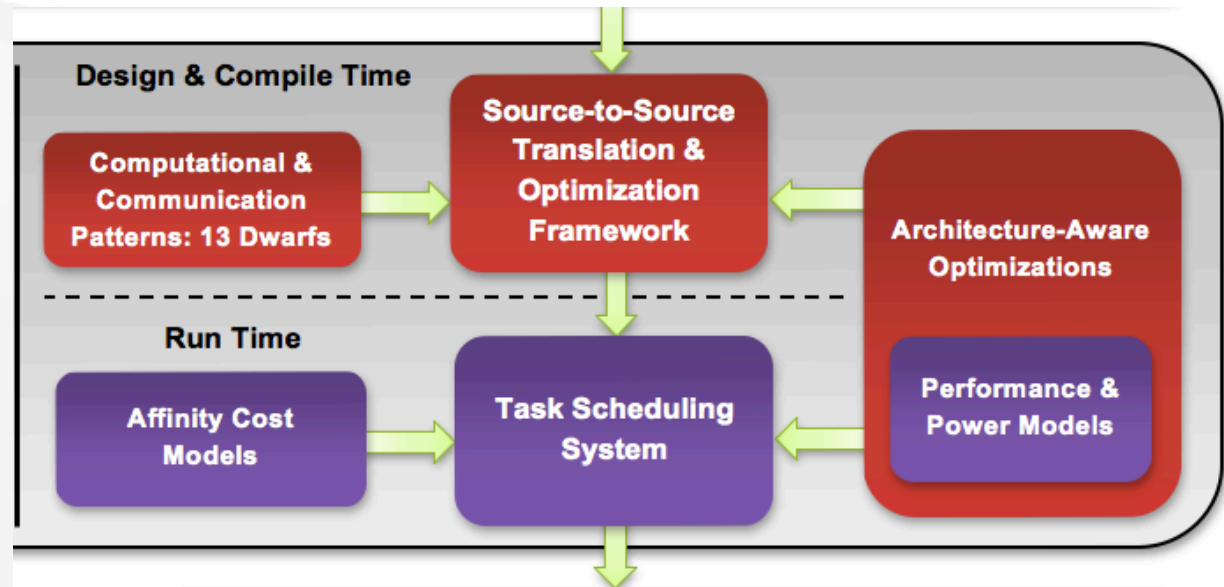 Design & Compile Time
Source-to-Source
Translation &
Optimization
Framework
Computational &
Communication
Patterns: 13 Dwarfs
Architecture-Aware
Optimizations
Run Time
Affinity Cost
Models
Task Scheduling
System
Performance &
Power Models